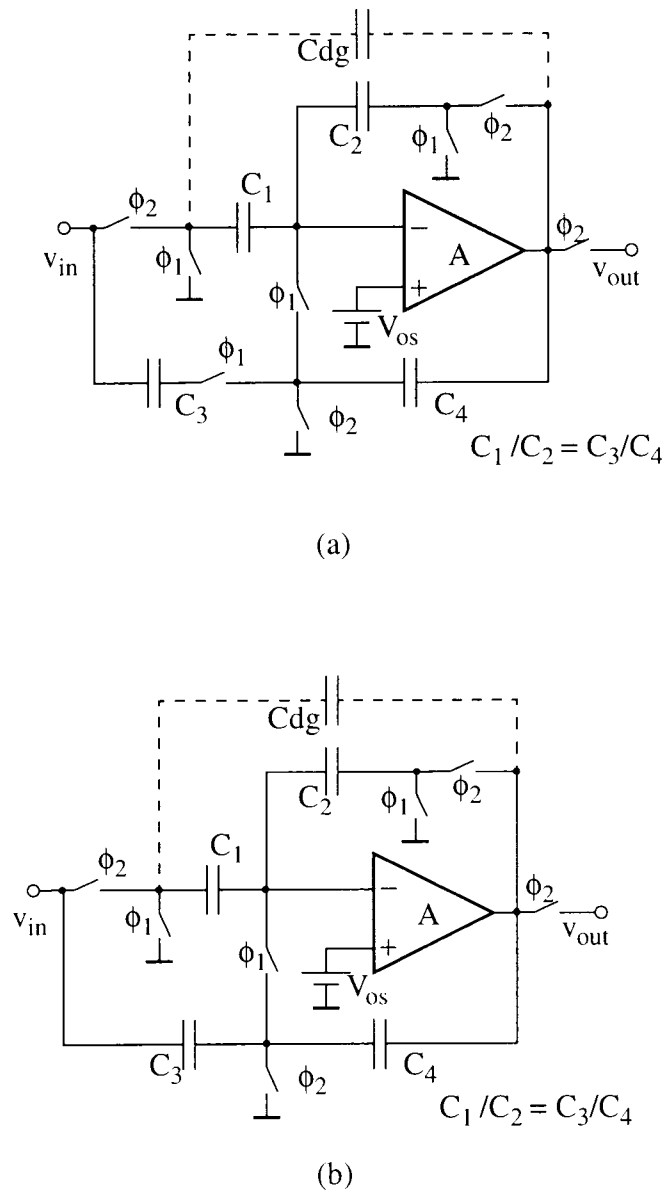 Cdg
C2
ϕ1
ϕ2
C1
ϕ2
vin
ϕ1
−
A
+
ϕ2
vout
ϕ1
Vos
ϕ1
C3
C4
ϕ2
C1/C2 = C3/C4
(a)
Cdg
C2
ϕ1
ϕ2
C1
ϕ2
vin
ϕ1
−
A
+
ϕ2
vout
ϕ1
Vos
C3
C4
ϕ2
C1/C2 = C3/C4
(b)